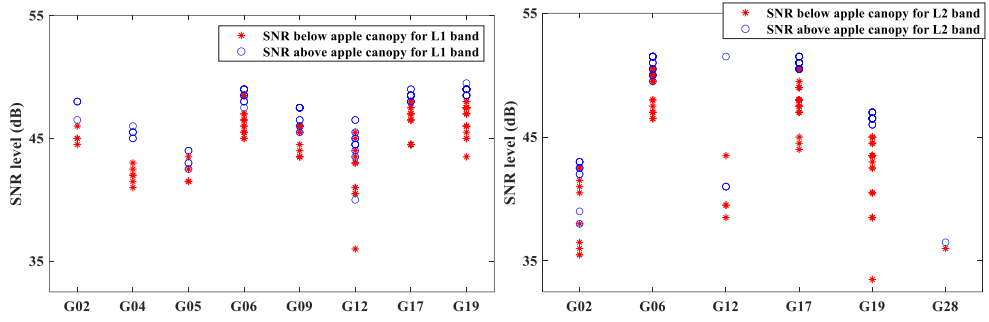 SNR below apple canopy for L1 band
SNR above apple canopy for L1 band
SNR level (dB)
55
45
35
G02 G04 G05 G06 G09 G12 G17 G19
SNR below apple canopy for L2 band
SNR above apple canopy for L2 band
SNR level (dB)
55
45
35
G02 G06 G12 G17 G19 G28